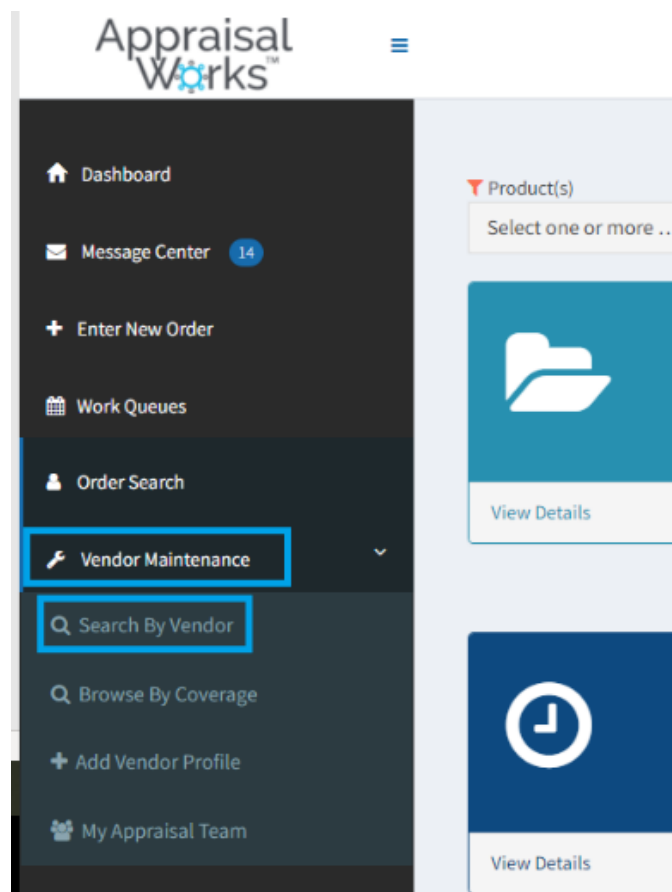 Appraisal
Works™
Dashboard
Message Center 14
Enter New Order
Work Queues
Order Search
Vendor Maintenance
Search By Vendor
Browse By Coverage
Add Vendor Profile
My Appraisal Team
Product(s)
Select one or more ...
View Details
View Details